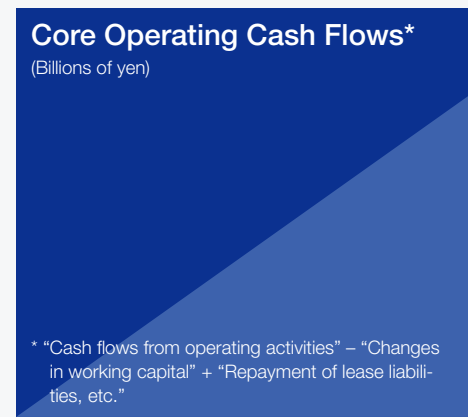 Core Operating Cash Flows*
(Billions of yen)
* “Cash flows from operating activities” – “Changes
in working capital” + “Repayment of lease liabili-
ties, etc.”